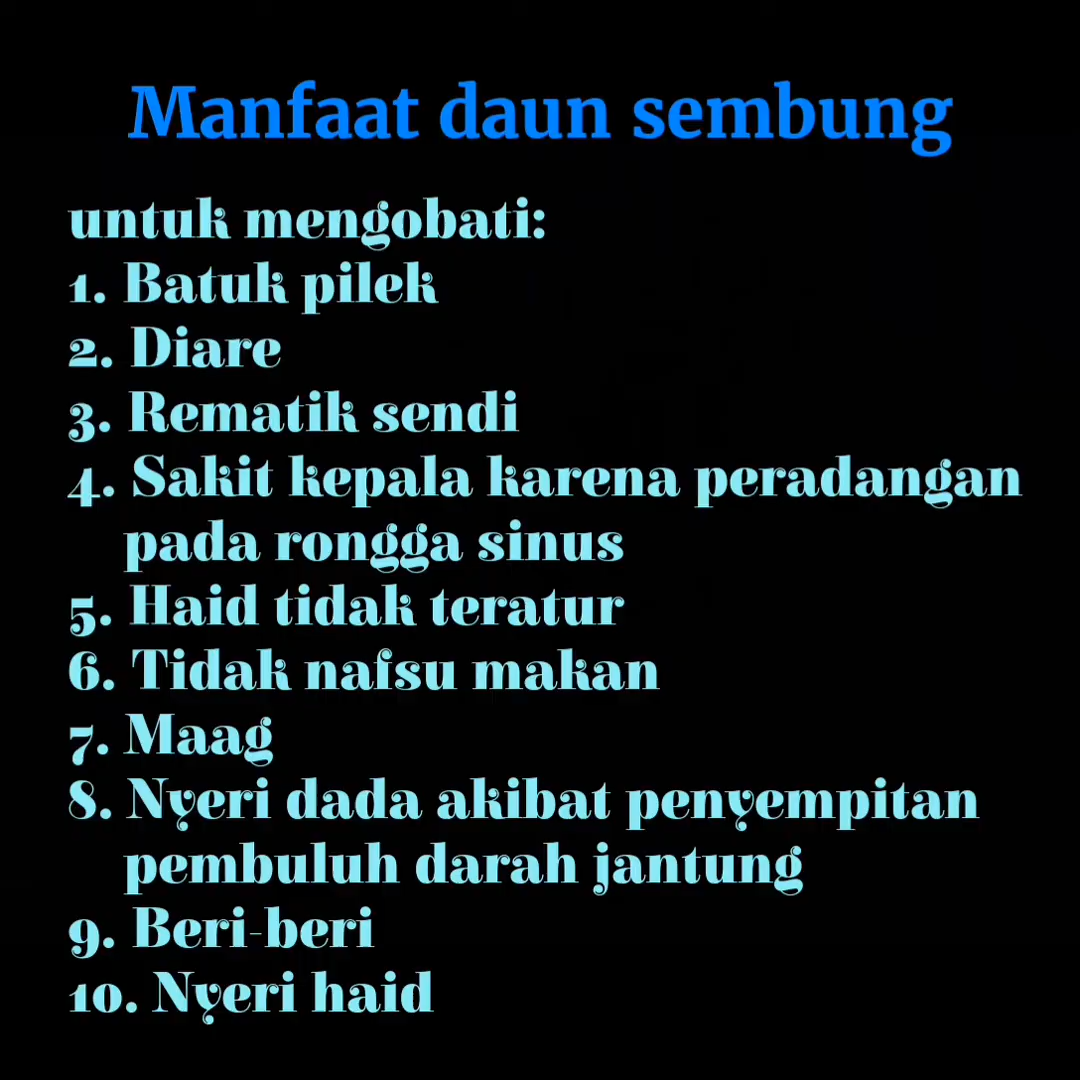 Manfaat daun sembung
untuk mengobati:
1. Batuk pilek
2. Diare
3. Rematik sendi
4. Sakit kepala karena peradangan
pada rongga sinus
5. Haid tidak teratur
6. Tidak nafsu makan
7. Maag
8. Nyeri dada akibat penyempitan
pembuluh darah jantung
9. Beri-beri
10. Nyeri haid